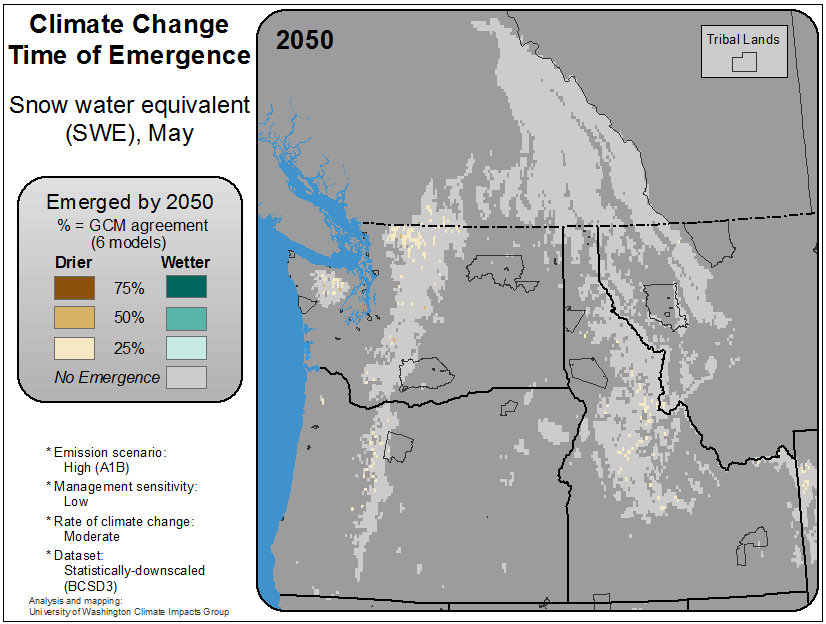 Climate Change
Time of Emergence
Snow water equivalent
(SWE), May
Emerged by 2050
% = GCM agreement
(6 models)
Drier
Wetter
75%
50%
25%
No Emergence
* Emission scenario:
High (A1B)
* Management sensitivity:
Low
* Rate of climate change:
Moderate
* Dataset:
Statistically-downscaled
(BCSD3)
Analysis and mapping:
University of Washington Climate Impacts Group
2050
Tribal Lands